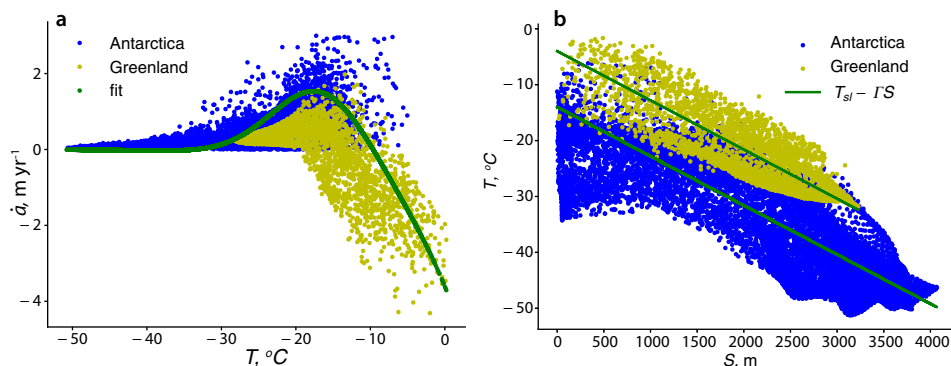 a
Antarctica
Greenland
fit
2
0
−2
−4
ȧ, m yr⁻¹
−50
−40
−30
−20
−10
0
T, °C
b
Antarctica
Greenland
T_sl − ΓS
0
−10
−20
−30
−40
−50
T, °C
0
500
1000
1500
2000
2500
3000
3500
4000
S, m